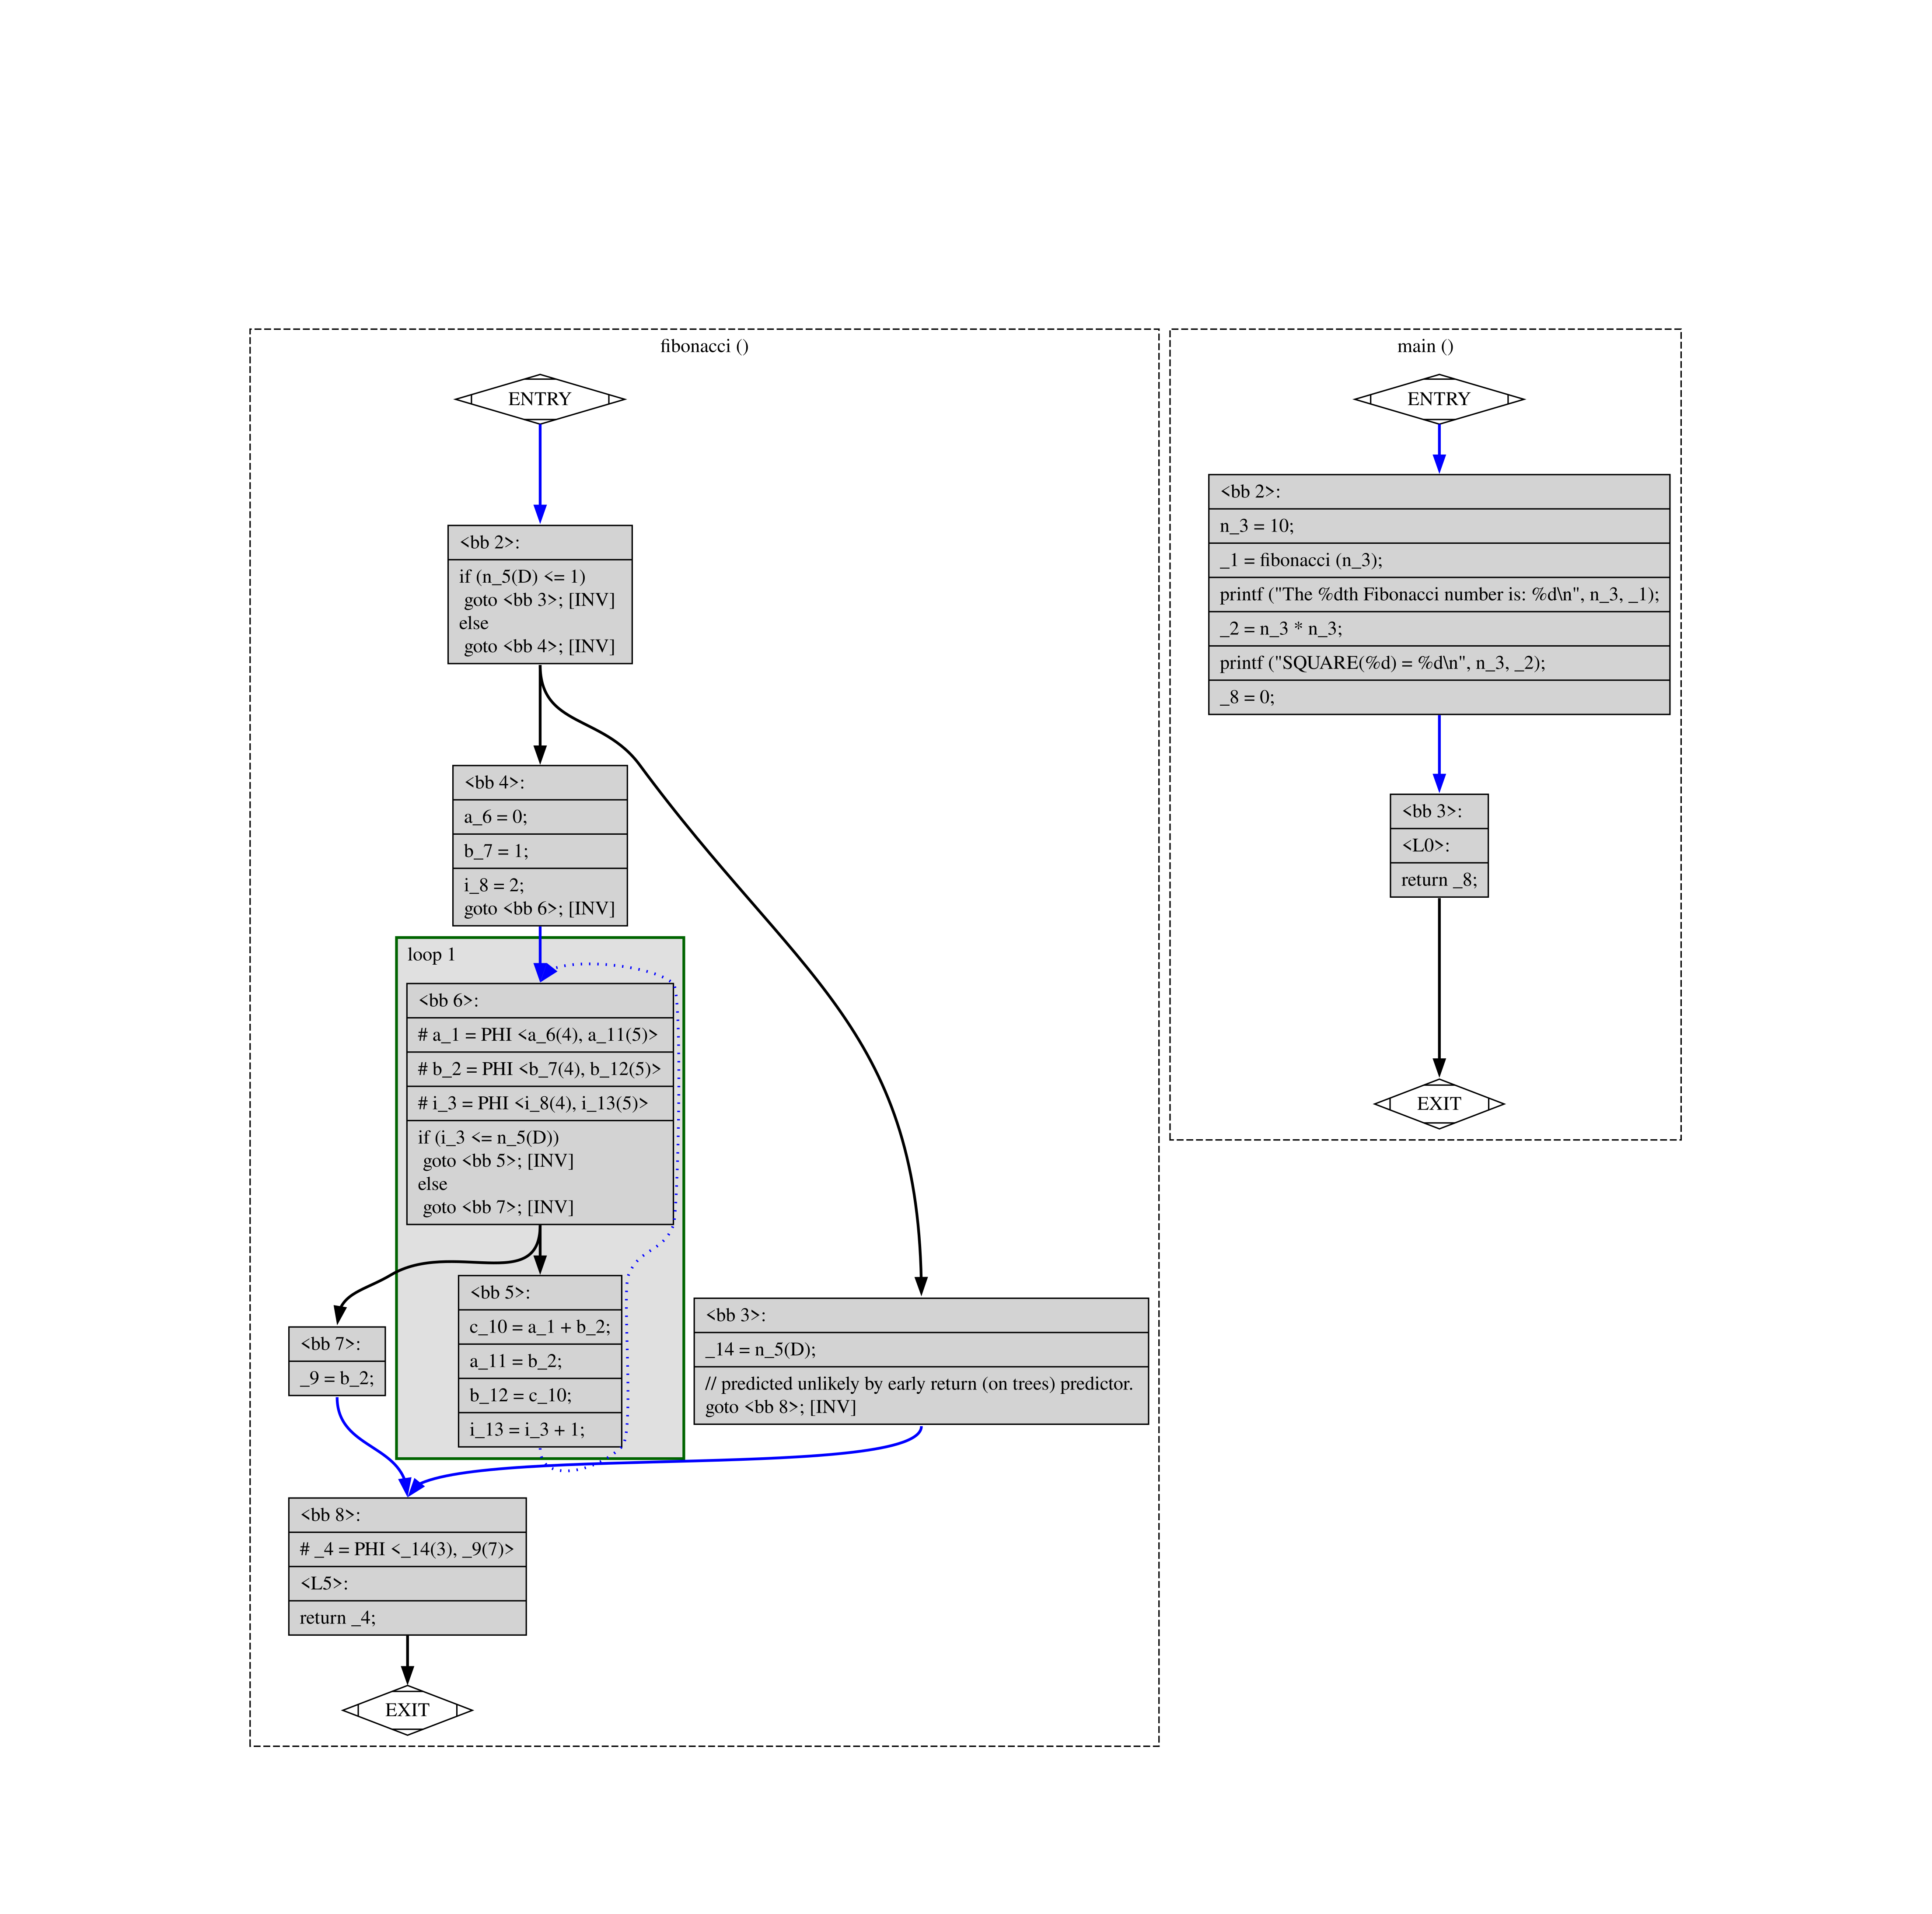 fibonacci ()
ENTRY
<bb 2>:
if (n_5(D) <= 1)
goto <bb 3>; [INV]
else
goto <bb 4>; [INV]
<bb 4>:
a_6 = 0;
b_7 = 1;
i_8 = 2;
goto <bb 6>; [INV]
loop 1
<bb 6>:
# a_1 = PHI <a_6(4), a_11(5)>
# b_2 = PHI <b_7(4), b_12(5)>
# i_3 = PHI <i_8(4), i_13(5)>
if (i_3 <= n_5(D))
goto <bb 5>; [INV]
else
goto <bb 7>; [INV]
<bb 5>:
c_10 = a_1 + b_2;
a_11 = b_2;
b_12 = c_10;
i_13 = i_3 + 1;
<bb 7>:
_9 = b_2;
<bb 3>:
_14 = n_5(D);
// predicted unlikely by early return (on trees) predictor.
goto <bb 8>; [INV]
<bb 8>:
# _4 = PHI <_14(3), _9(7)>
<L5>:
return _4;
EXIT
main ()
ENTRY
<bb 2>:
n_3 = 10;
_1 = fibonacci (n_3);
printf ("The %dth Fibonacci number is: %d\n", n_3, _1);
_2 = n_3 * n_3;
printf ("SQUARE(%d) = %d\n", n_3, _2);
_8 = 0;
<bb 3>:
<L0>:
return _8;
EXIT